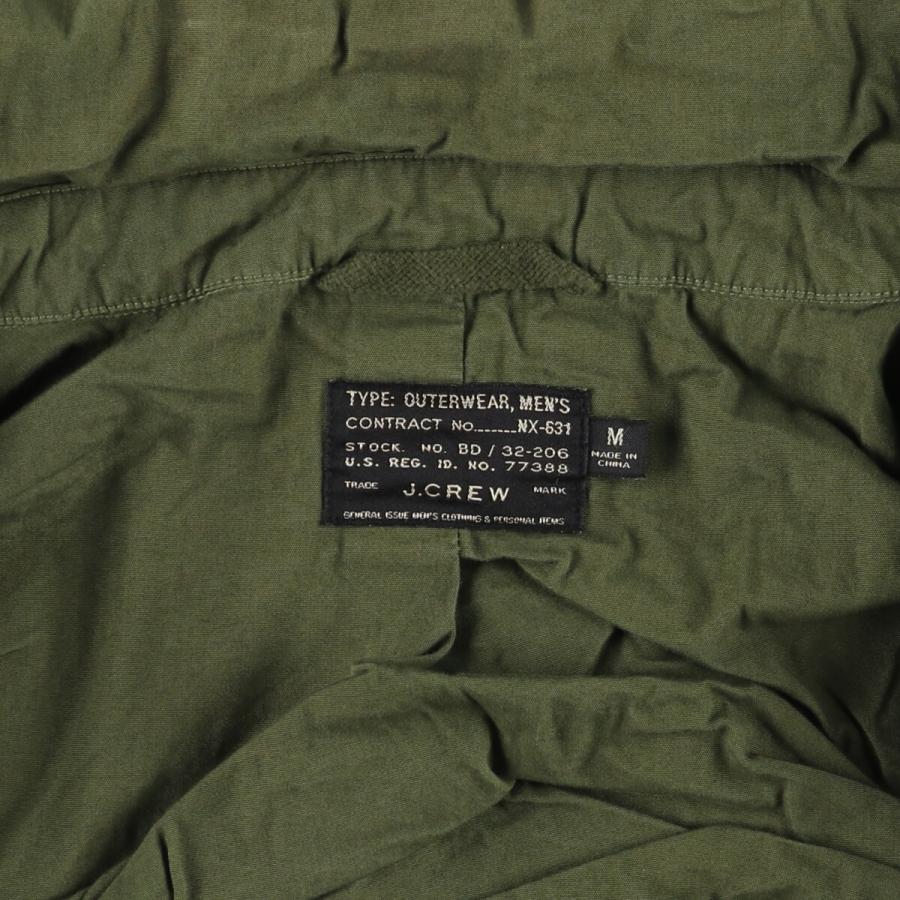 TYPE: OUTERWEAR, MEN'S
CONTRACT No.......NX-631
STOCK. NO. BD / 32-206
U.S. REG. ID. NO. 77388
TRADE J.CREW MARK
GENERAL ISSUE MEN'S CLOTHING & PERSONAL ITEMS
M
MADE IN
CHINA